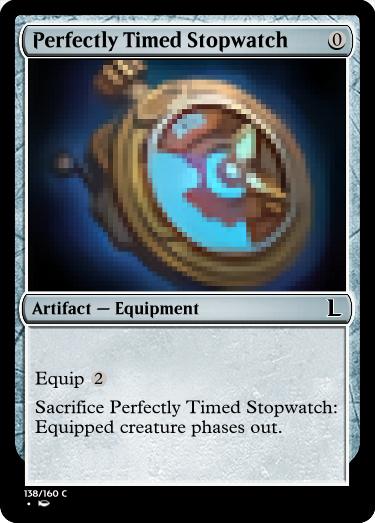 Perfectly Timed Stopwatch 0
Artifact — Equipment L
Equip 2
Sacrifice Perfectly Timed Stopwatch:
Equipped creature phases out.
138/160 C